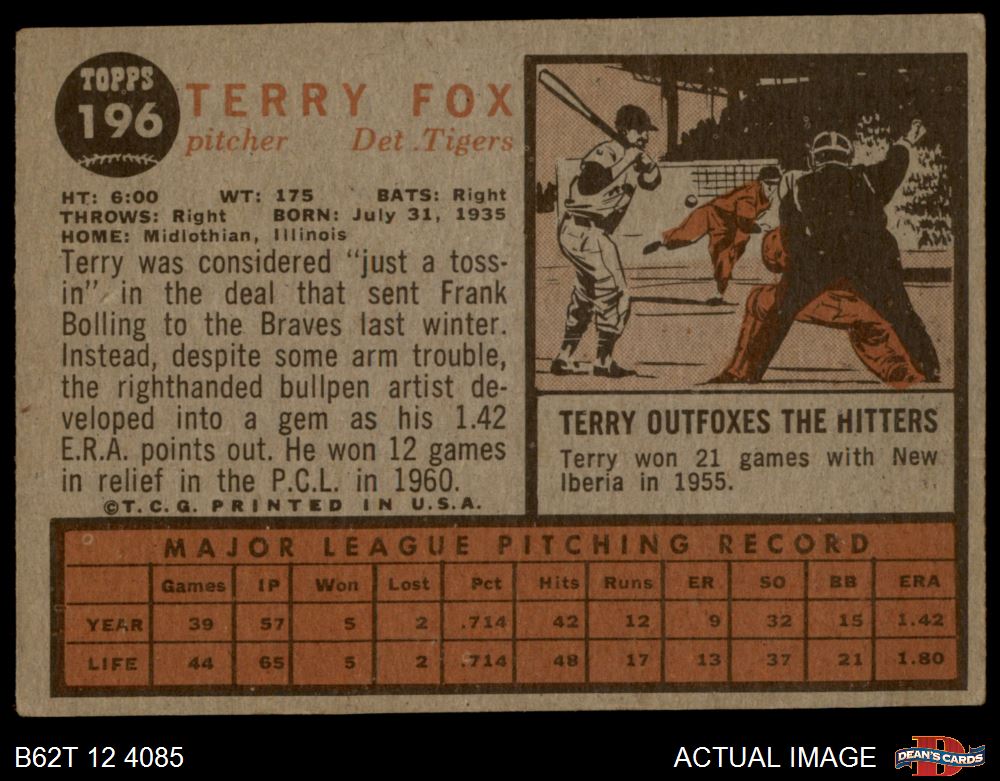 TOPPS
196
TERRY FOX
pitcher Det. Tigers
HT: 6:00 WT: 175 BATS: Right
THROWS: Right BORN: July 31, 1935
HOME: Midlothian, Illinois
Terry was considered "just a toss-
in" in the deal that sent Frank
Bolling to the Braves last winter.
Instead, despite some arm trouble,
the righthanded bullpen artist de-
veloped into a gem as his 1.42
E.R.A. points out. He won 12 games
in relief in the P.C.L. in 1960.
©T.C.G. PRINTED IN U.S.A.
TERRY OUTFOXES THE HITTERS
Terry won 21 games with New
Iberia in 1955.
MAJOR LEAGUE PITCHING RECORD
Games IP Won Lost Pct Hits Runs ER SO BB ERA
YEAR 39 57 5 2 .714 42 12 9 32 15 1.42
LIFE 44 65 5 2 .714 48 17 13 37 21 1.80
B62T 12 4085
ACTUAL IMAGE
D
DEAN'S CARDS